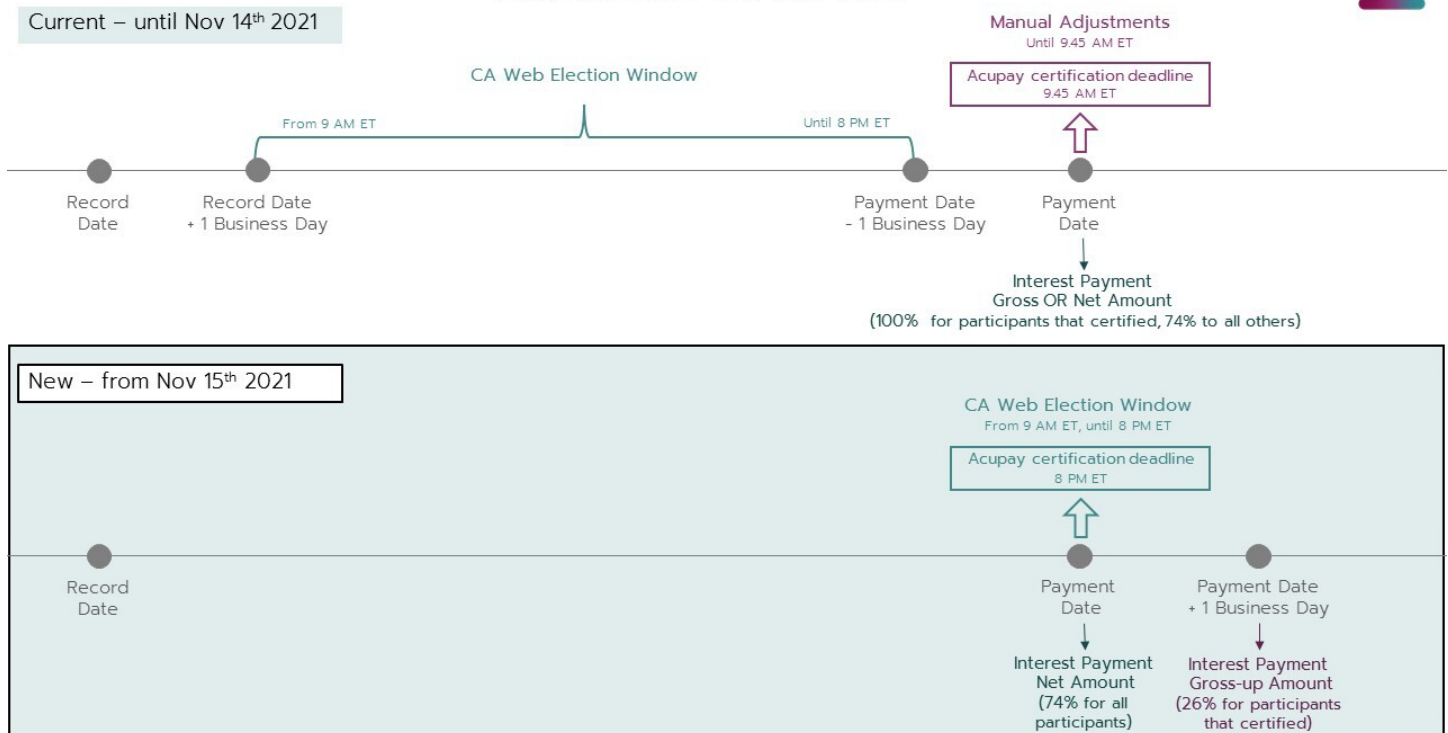 Current – until Nov 14th 2021
Manual Adjustments
Until 9.45 AM ET
CA Web Election Window
Acupay certification deadline
9.45 AM ET
From 9 AM ET
Until 8 PM ET
Record
Date
Record Date
+ 1 Business Day
Payment Date
- 1 Business Day
Payment
Date
Interest Payment
Gross OR Net Amount
(100% for participants that certified, 74% to all others)
New – from Nov 15th 2021
CA Web Election Window
From 9 AM ET, until 8 PM ET
Acupay certification deadline
8 PM ET
Record
Date
Payment
Date
Payment Date
+ 1 Business Day
Interest Payment
Net Amount
(74% for all
participants)
Interest Payment
Gross-up Amount
(26% for participants
that certified)